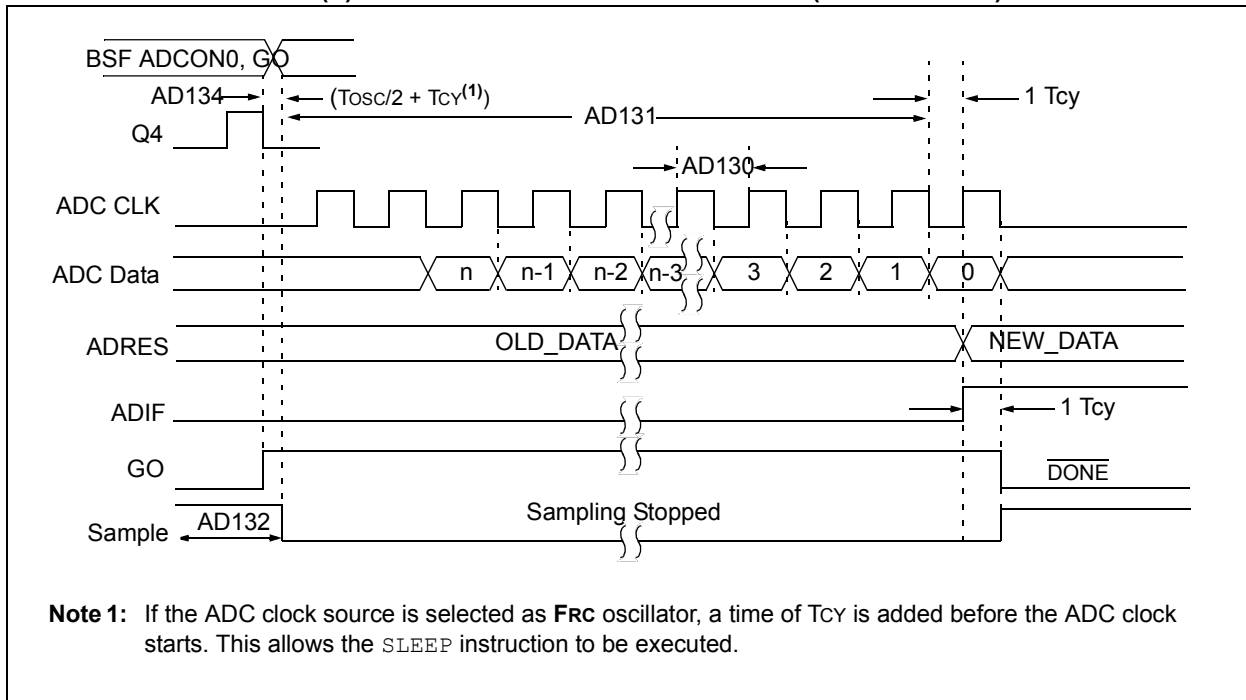 BSF ADCON0, GO
AD134
(TOSC/2 + TCY(1))
1 Tcy
AD131
Q4
AD130
ADC CLK
ADC Data
n
n-1
n-2
n-3
3
2
1
0
ADRES
OLD_DATA
NEW_DATA
ADIF
1 Tcy
GO
DONE
Sample
AD132
Sampling Stopped
Note 1: If the ADC clock source is selected as FRC oscillator, a time of TCY is added before the ADC clock
starts. This allows the SLEEP instruction to be executed.